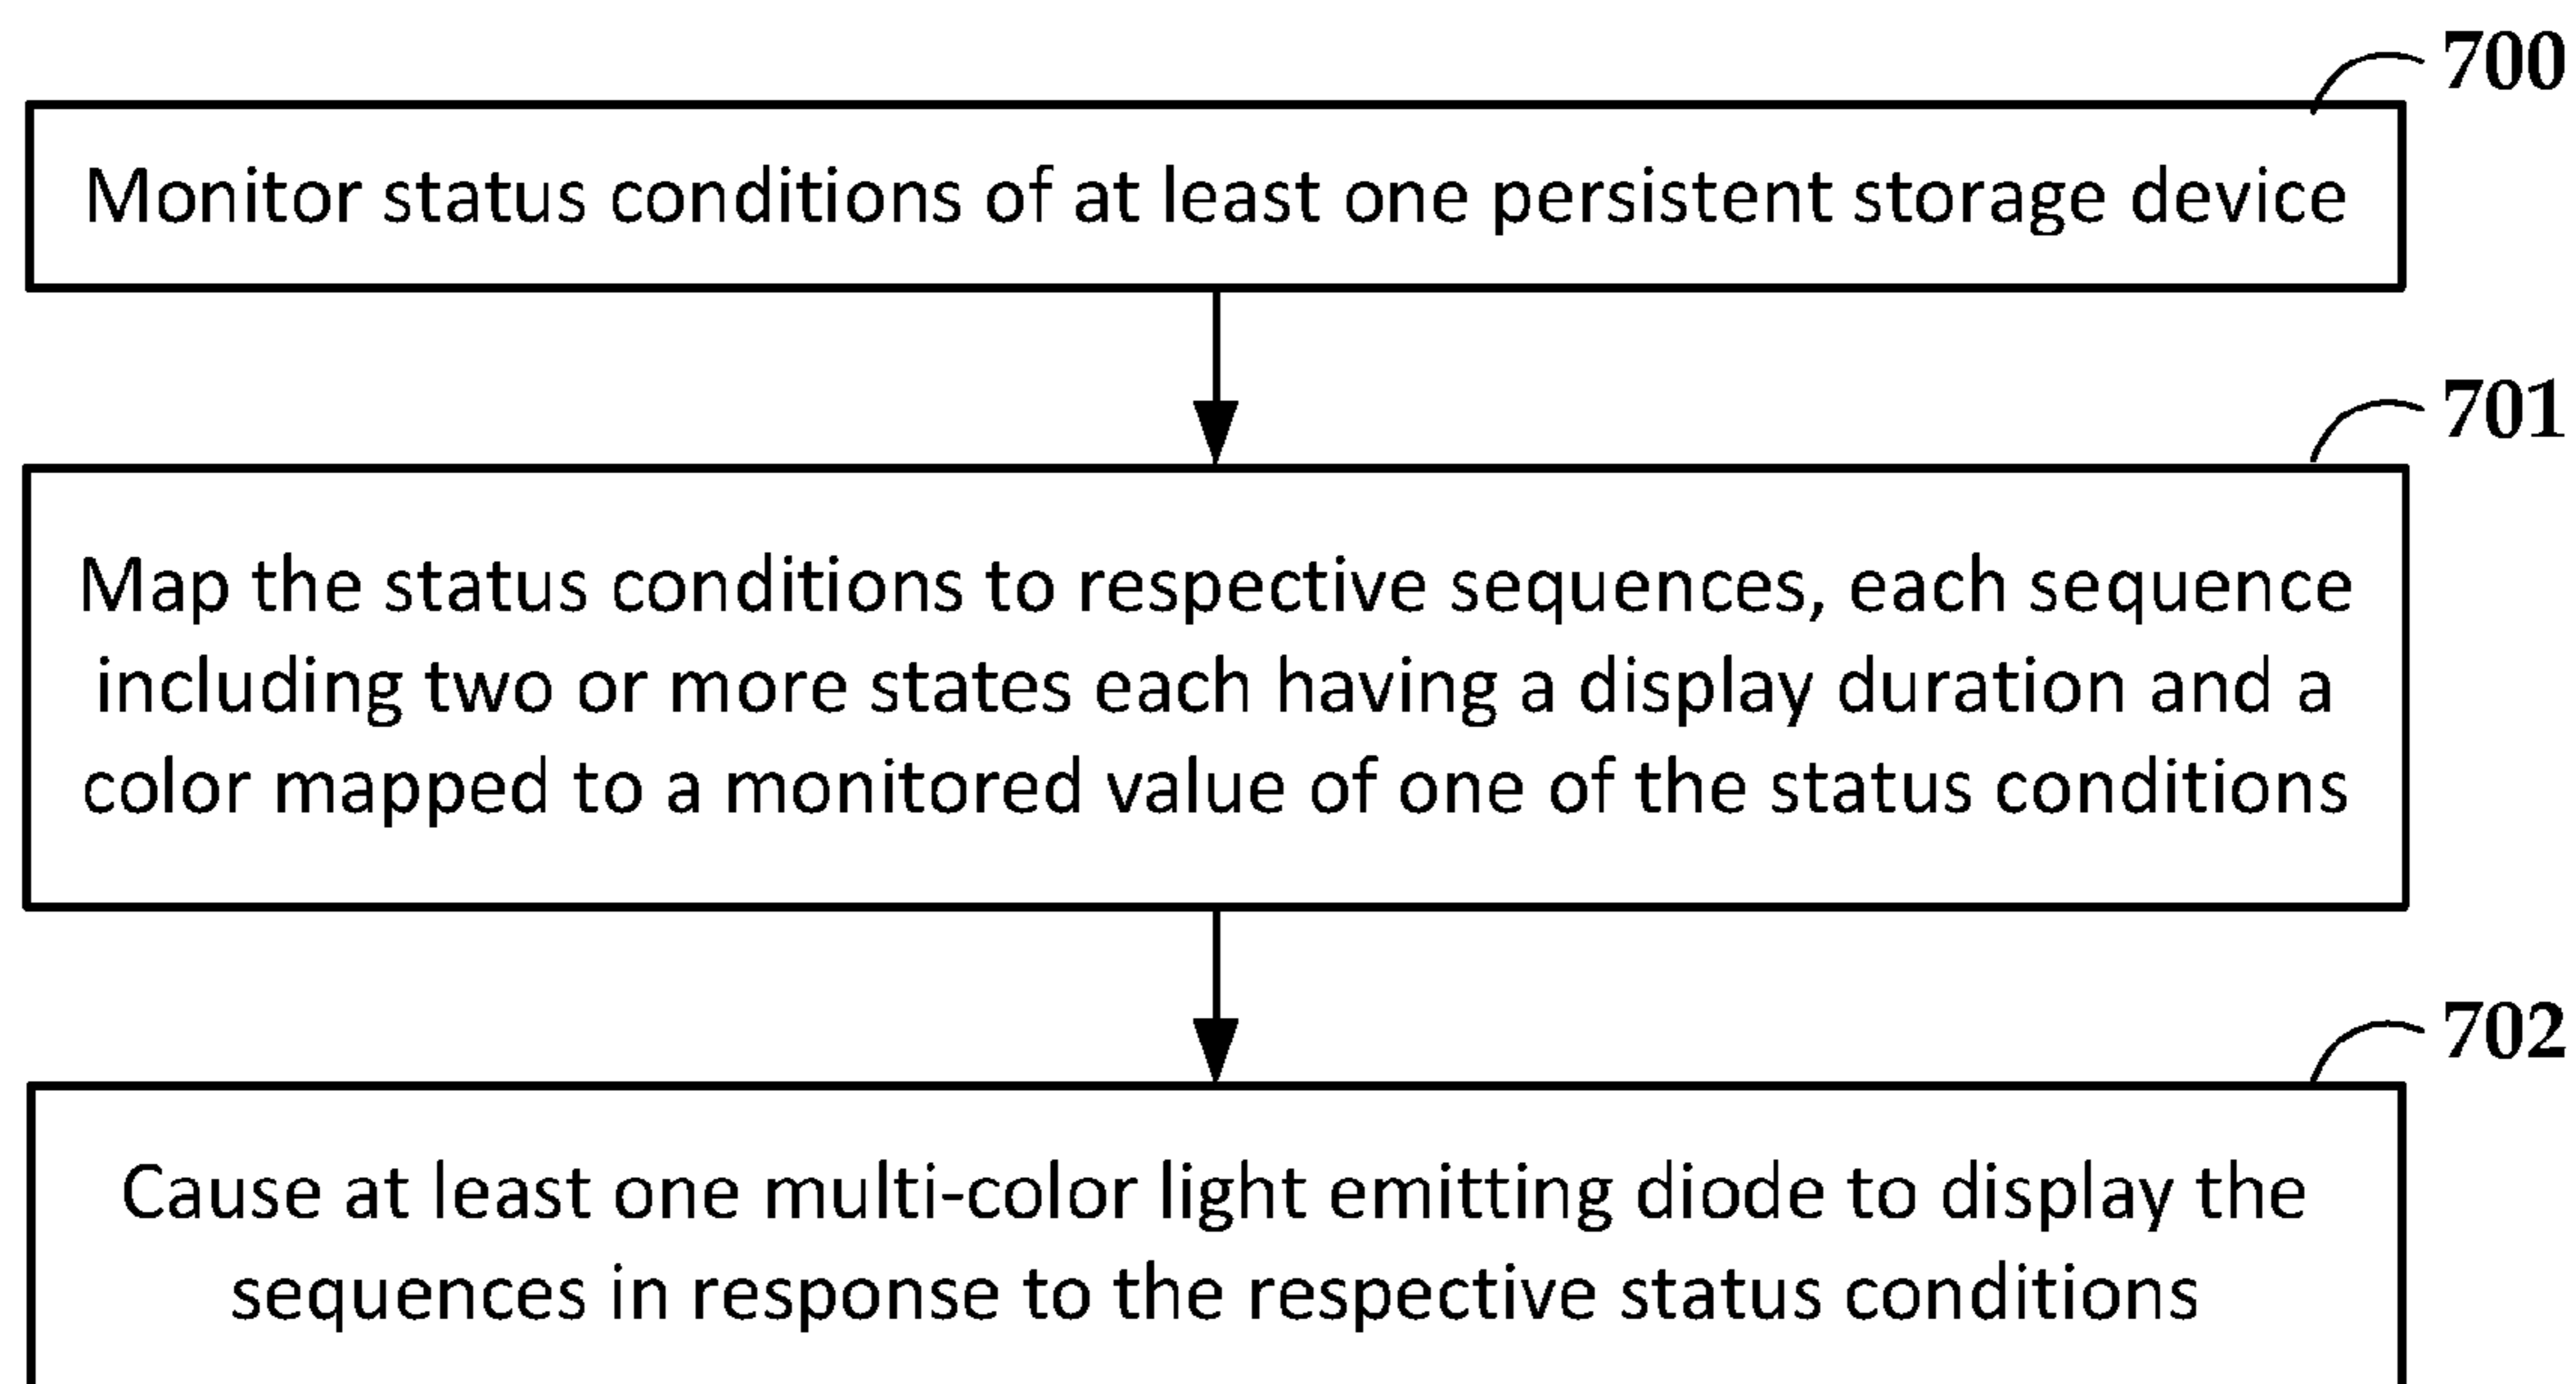 700
Monitor status conditions of at least one persistent storage device
701
Map the status conditions to respective sequences, each sequence
including two or more states each having a display duration and a
color mapped to a monitored value of one of the status conditions
702
Cause at least one multi-color light emitting diode to display the
sequences in response to the respective status conditions